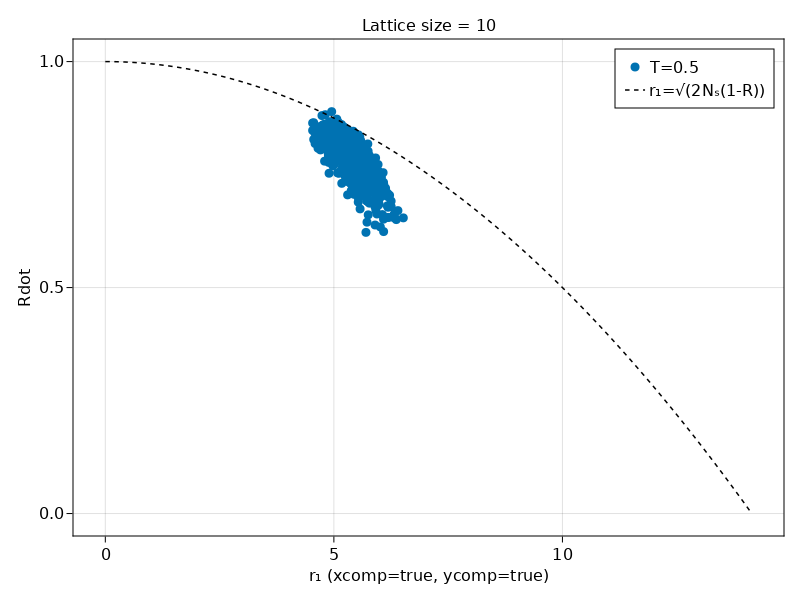 Lattice size = 10
T=0.5
r₁=√(2Nₛ(1-R))
1.0
0.5
0.0
Rdot
0 5 10
r₁ (xcomp=true, ycomp=true)